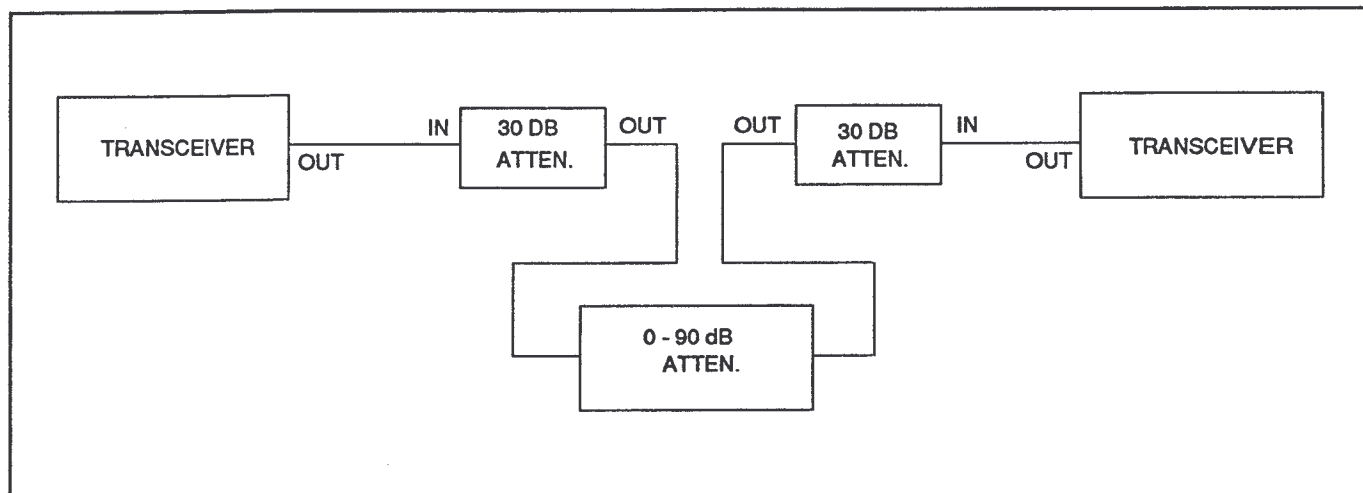 TRANSCEIVER
OUT
IN
30 DB
ATTEN.
OUT
OUT
30 DB
ATTEN.
IN
OUT
TRANSCEIVER
0 - 90 dB
ATTEN.